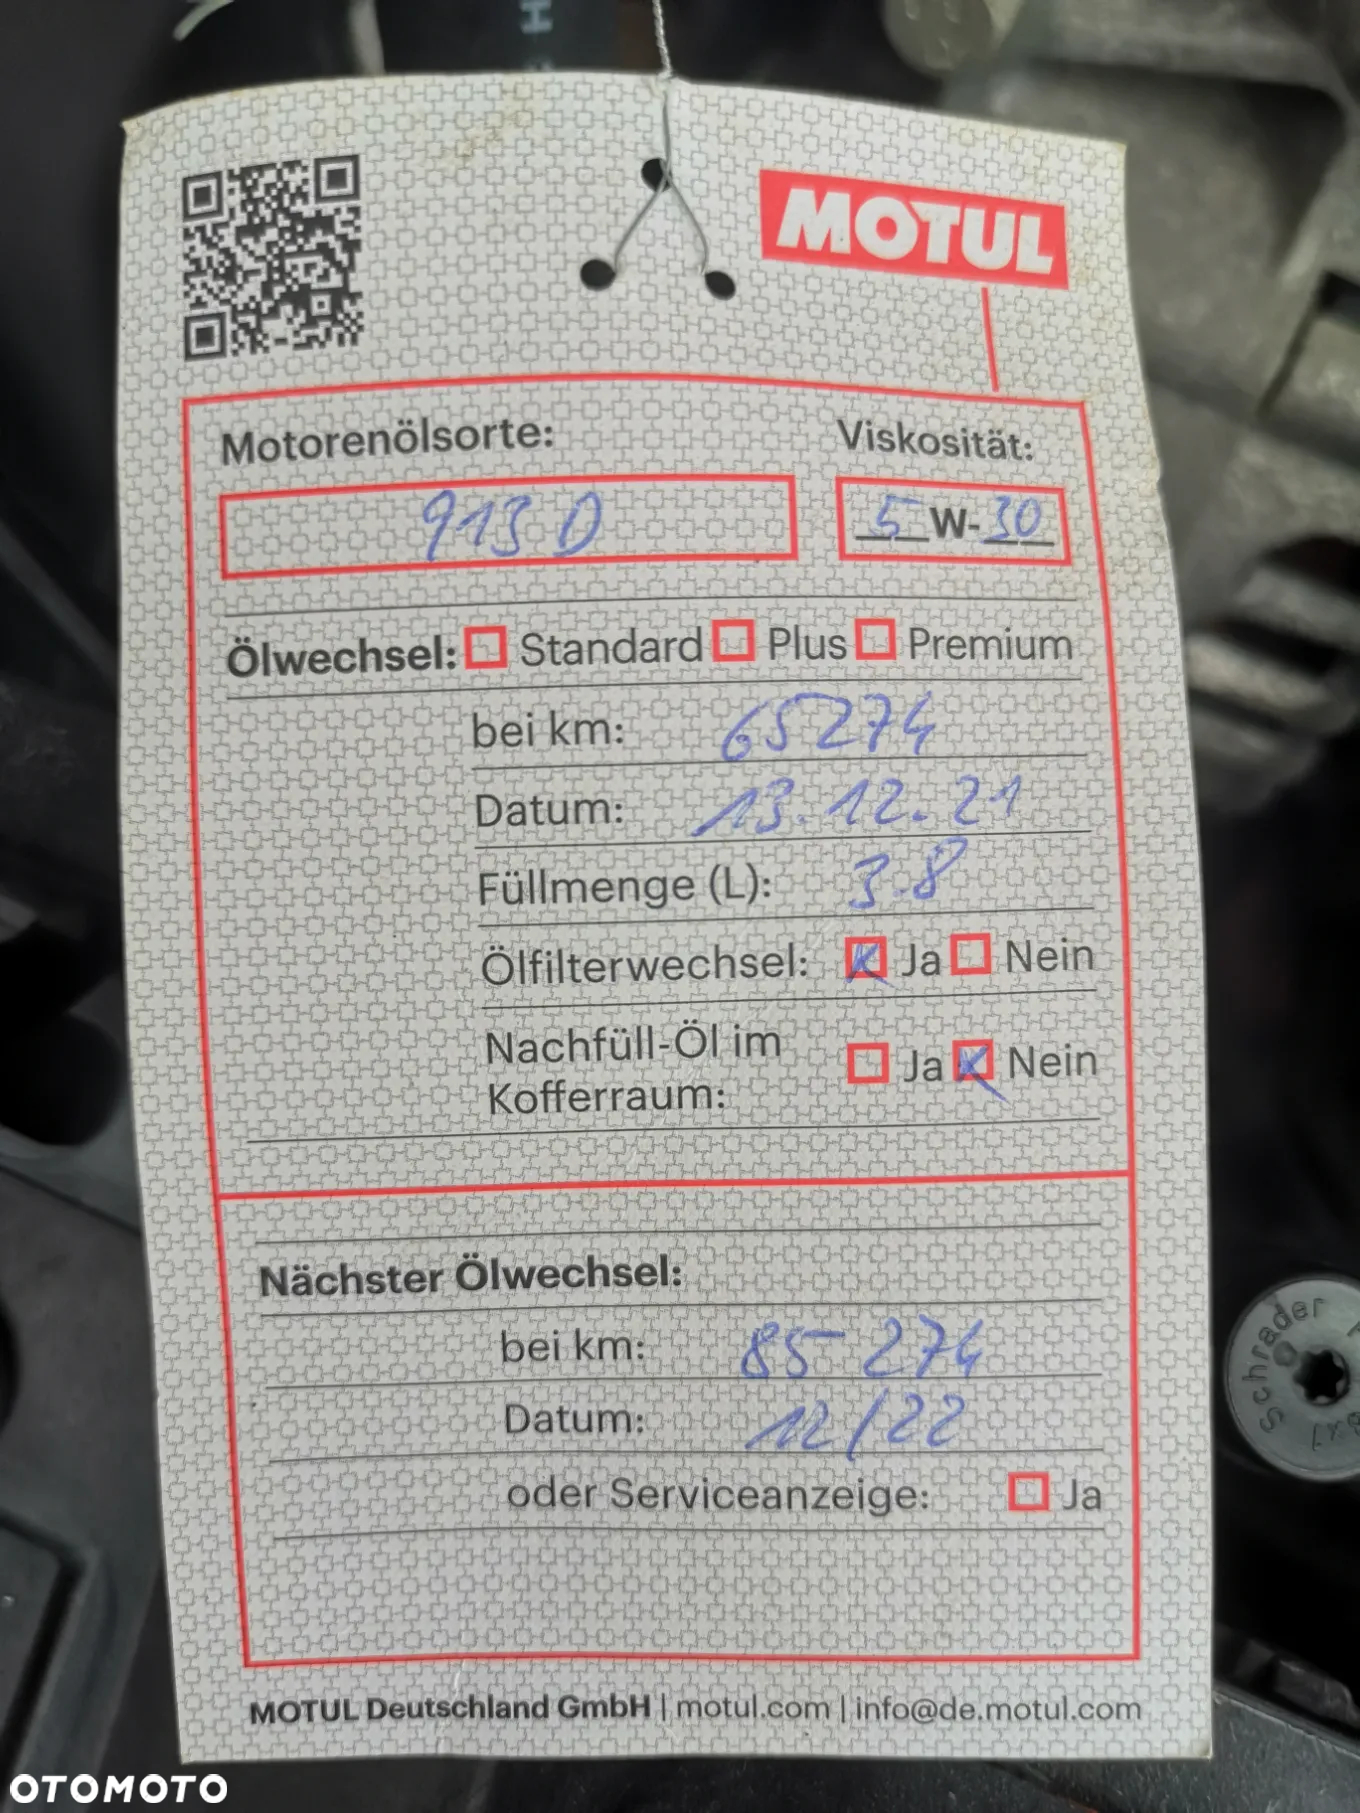 H
MOTUL
Motorenölsorte:
Viskosität:
913 D
5 W-30
Ölwechsel: Standard Plus Premium
bei km: 65274
Datum: 13.12.21
Füllmenge (L): 3.8
Ölfilterwechsel: Ja Nein
Nachfüll-Öl im
Kofferraum: Ja Nein
Nächster Ölwechsel:
bei km: 85 274
Datum: 12/22
oder Serviceanzeige: Ja
Schrader
MOTUL Deutschland GmbH | motul.com | info@de.motul.com
OTOMOTO